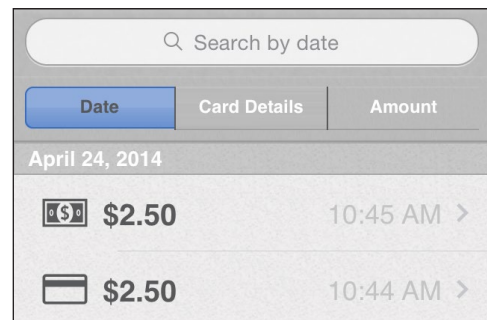 Search by date
Date Card Details Amount
April 24, 2014
$2.50 10:45 AM
$2.50 10:44 AM